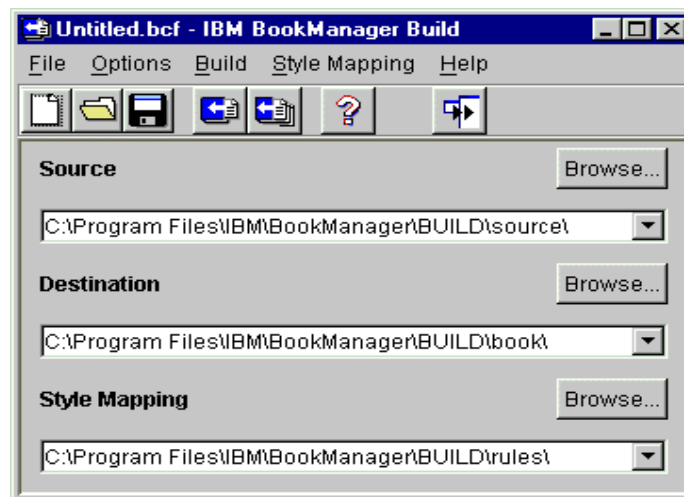 Untitled.bcf - IBM BookManager Build
File Options Build Style Mapping Help
Source Browse...
C:\Program Files\IBM\BookManager\BUILD\source\
Destination Browse...
C:\Program Files\IBM\BookManager\BUILD\book\
Style Mapping Browse...
C:\Program Files\IBM\BookManager\BUILD\rules\